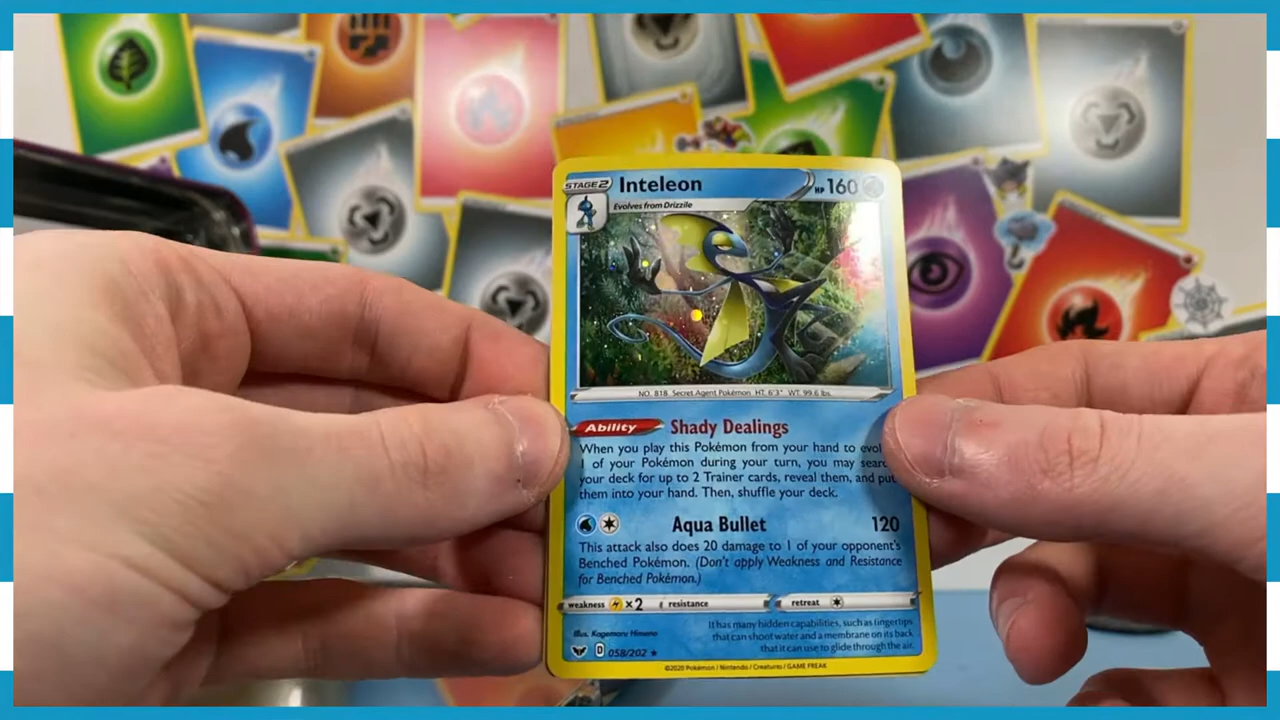 STAGE 2 Inteleon HP 160
Evolves from Drizzile
NO. 818 Secret Agent Pokémon HT: 6'3" WT: 99.6 lbs.
Ability Shady Dealings
When you play this Pokémon from your hand to evol
1 of your Pokémon during your turn, you may searc
your deck for up to 2 Trainer cards, reveal them, and put
them into your hand. Then, shuffle your deck.
Aqua Bullet 120
This attack also does 20 damage to 1 of your opponent's
Benched Pokémon. (Don't apply Weakness and Resistance
for Benched Pokémon.)
weakness ×2 resistance retreat
Illus. Kagemaru Himeno
It has many hidden capabilities, such as fingertips
that can shoot water and a membrane on its back
that it can use to glide through the air.
D 058/202 ★
©2020 Pokémon / Nintendo / Creatures / GAME FREAK